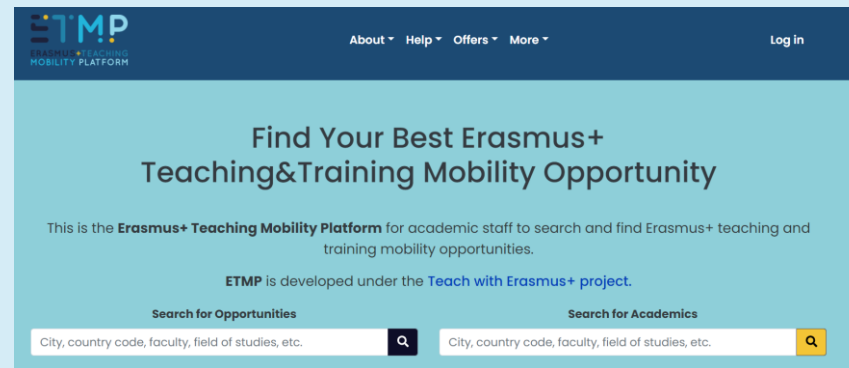 ETMP
ERASMUS+TEACHING
MOBILITY PLATFORM
About Help Offers More Log in
Find Your Best Erasmus+
Teaching&Training Mobility Opportunity
This is the Erasmus+ Teaching Mobility Platform for academic staff to search and find Erasmus+ teaching and
training mobility opportunities.
ETMP is developed under the Teach with Erasmus+ project.
Search for Opportunities
City, country code, faculty, field of studies, etc.
Search for Academics
City, country code, faculty, field of studies, etc.